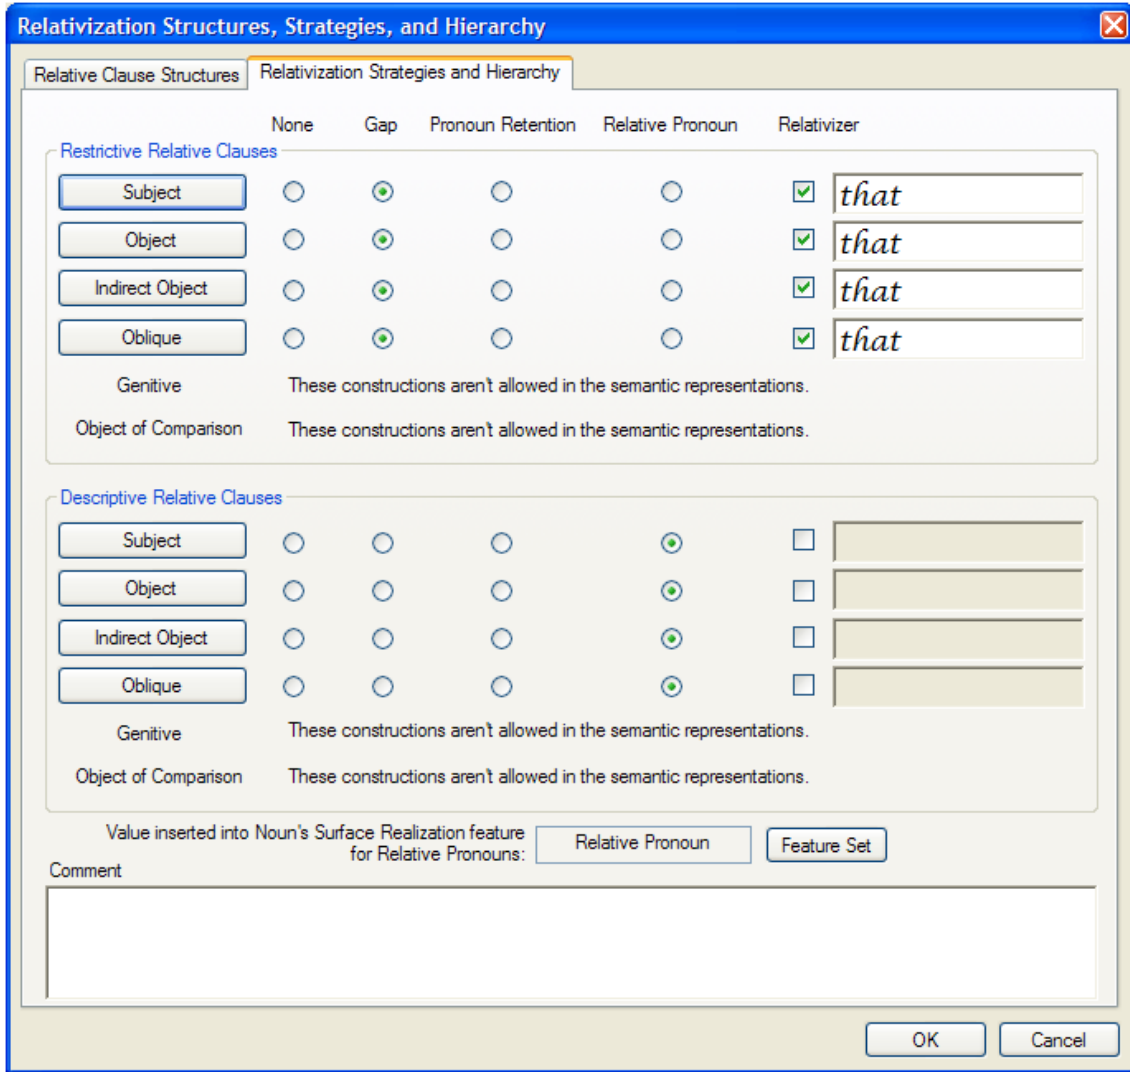 Relativization Structures, Strategies, and Hierarchy
Relative Clause Structures Relativization Strategies and Hierarchy
None Gap Pronoun Retention Relative Pronoun Relativizer
Restrictive Relative Clauses
Subject that
Object that
Indirect Object that
Oblique that
Genitive These constructions aren't allowed in the semantic representations.
Object of Comparison These constructions aren't allowed in the semantic representations.
Descriptive Relative Clauses
Subject
Object
Indirect Object
Oblique
Genitive These constructions aren't allowed in the semantic representations.
Object of Comparison These constructions aren't allowed in the semantic representations.
Value inserted into Noun's Surface Realization feature
for Relative Pronouns: Relative Pronoun Feature Set
Comment
OK Cancel